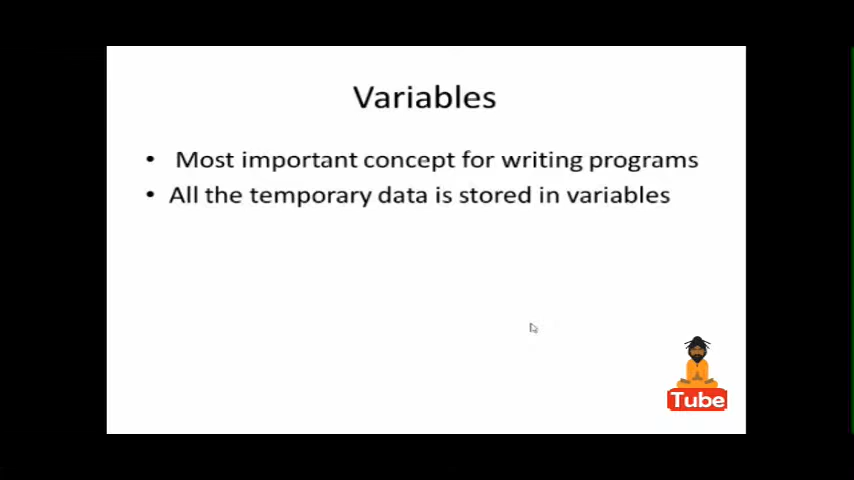 Variables
• Most important concept for writing programs
• All the temporary data is stored in variables
Tube